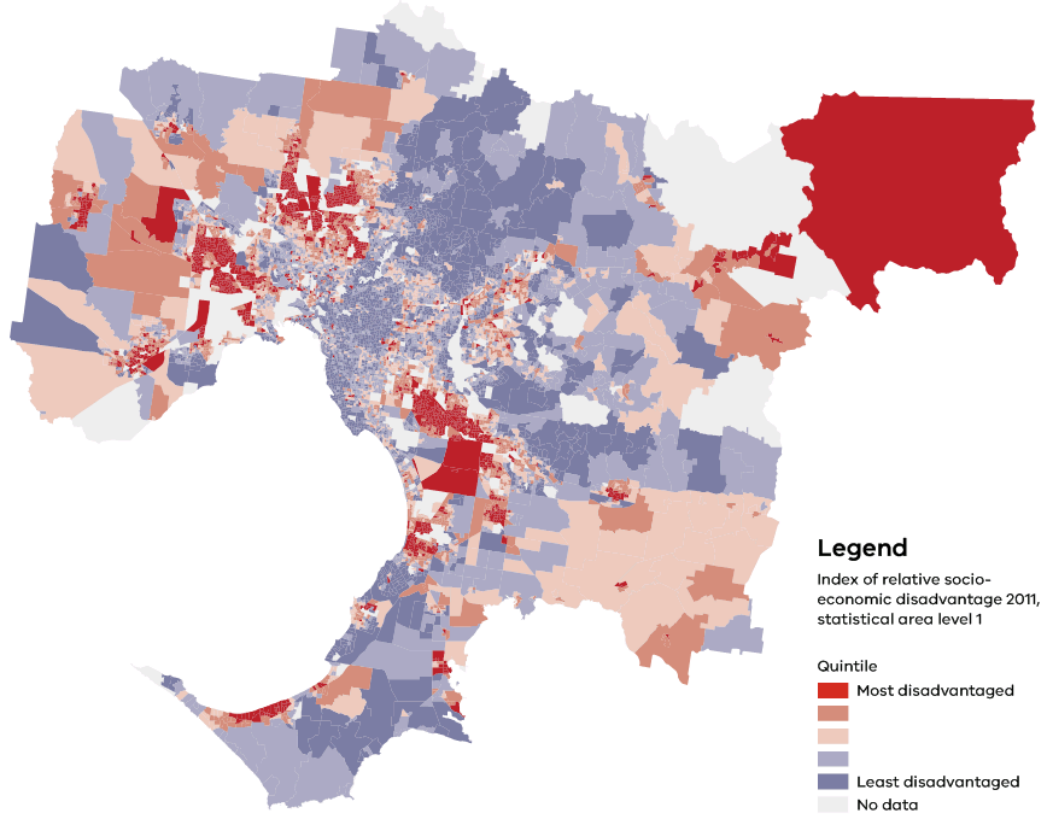 Legend
Index of relative socio-
economic disadvantage 2011,
statistical area level 1
Quintile
Most disadvantaged
Least disadvantaged
No data